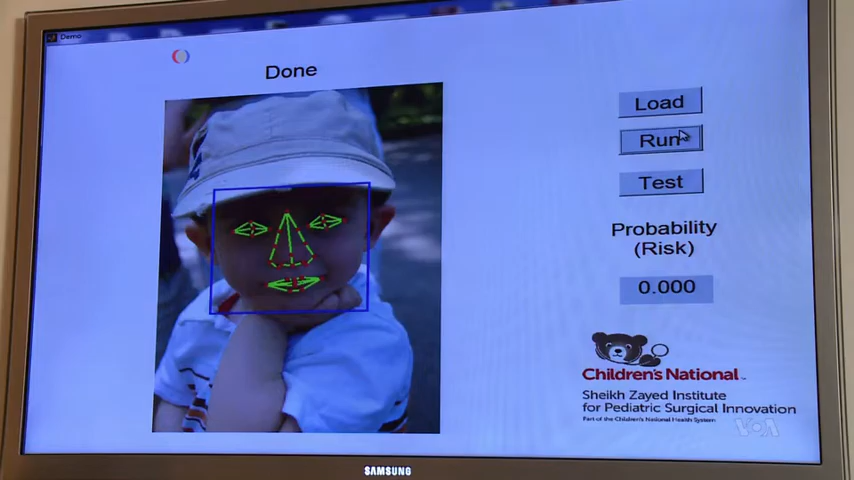 Demo
Done
Load
Run
Test
Probability
(Risk)
0.000
Children's National™
Sheikh Zayed Institute
for Pediatric Surgical Innovation
Part of the Children's National Health System
VOA
SAMSUNG